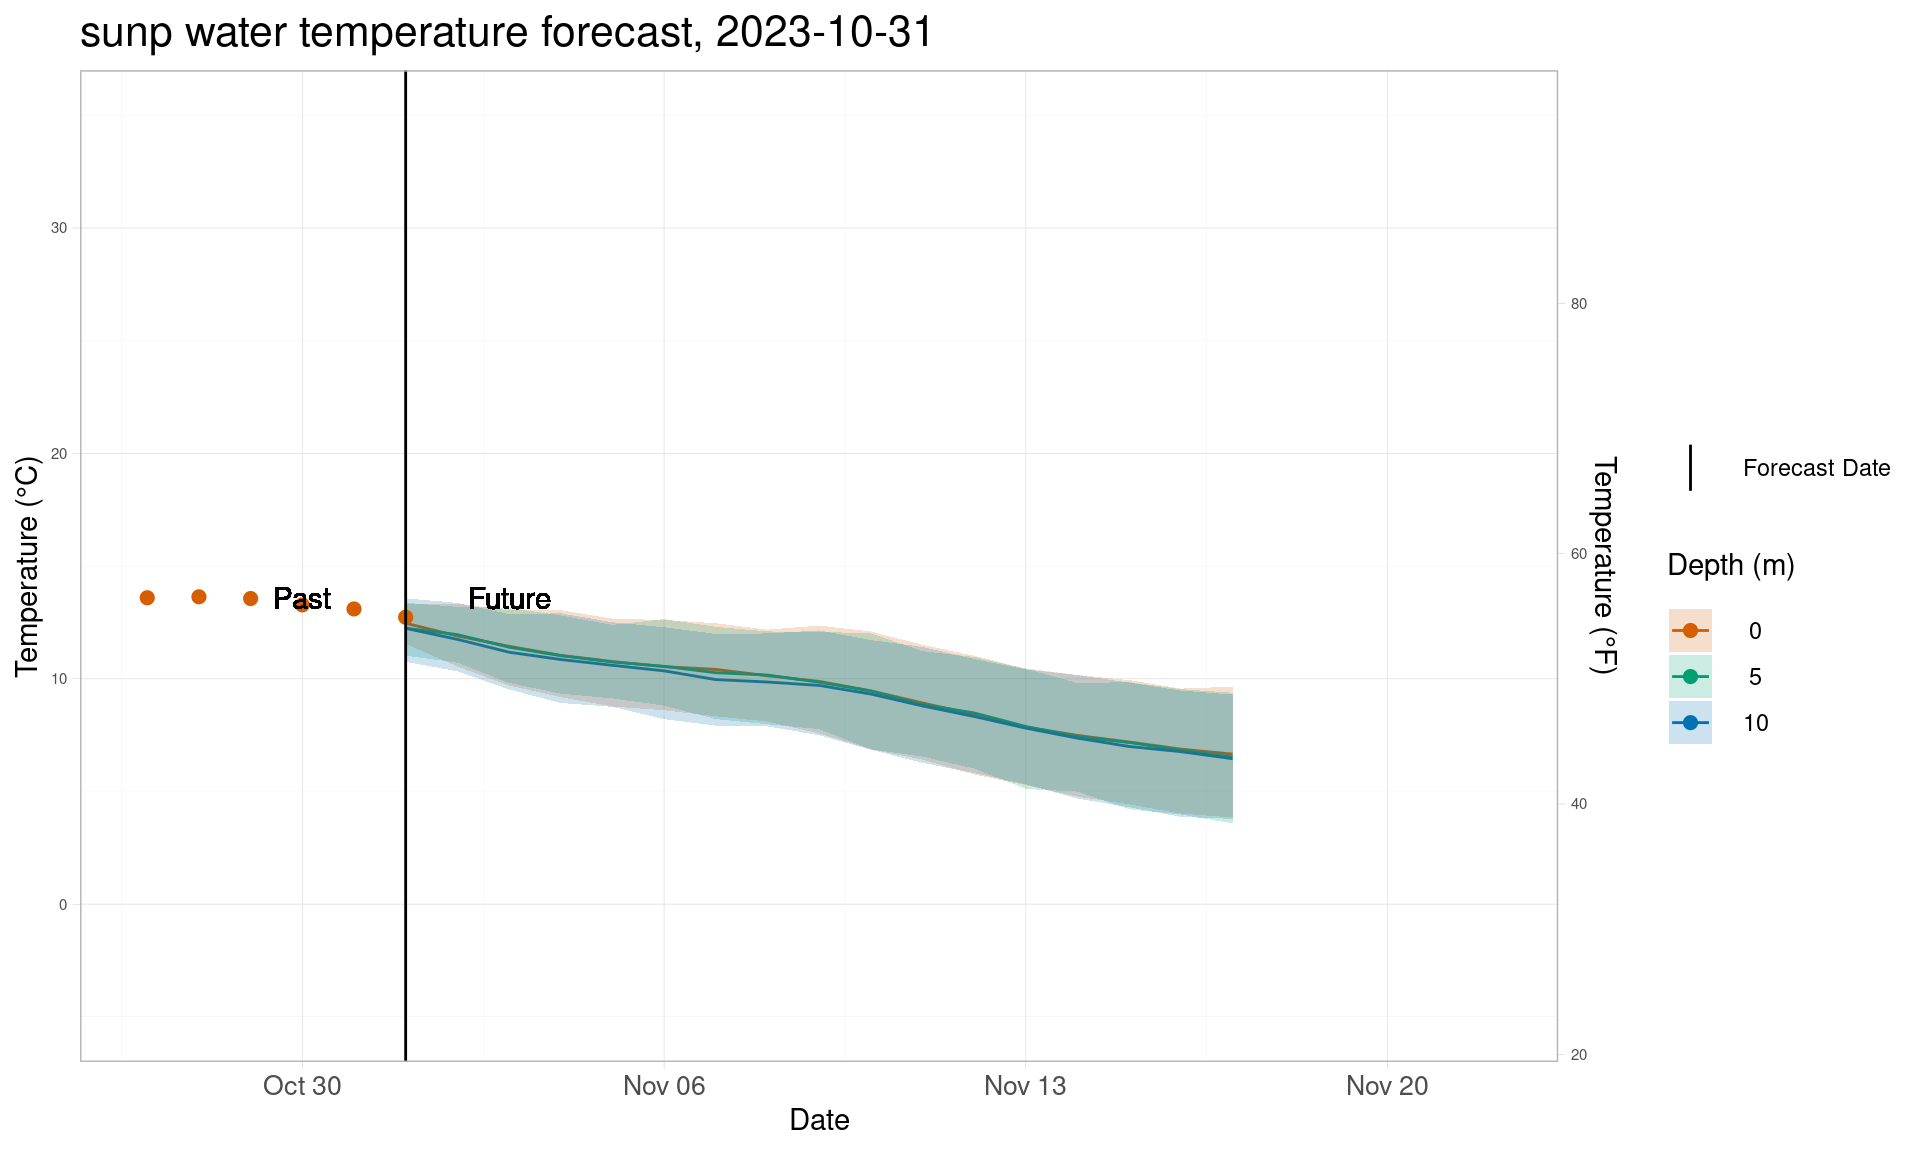 sunp water temperature forecast, 2023-10-31
Temperature (°C)
30
20
10
0
Past
Future
80
60
40
20
Temperature (°F)
Oct 30
Nov 06
Nov 13
Nov 20
Date
Forecast Date
Depth (m)
0
5
10